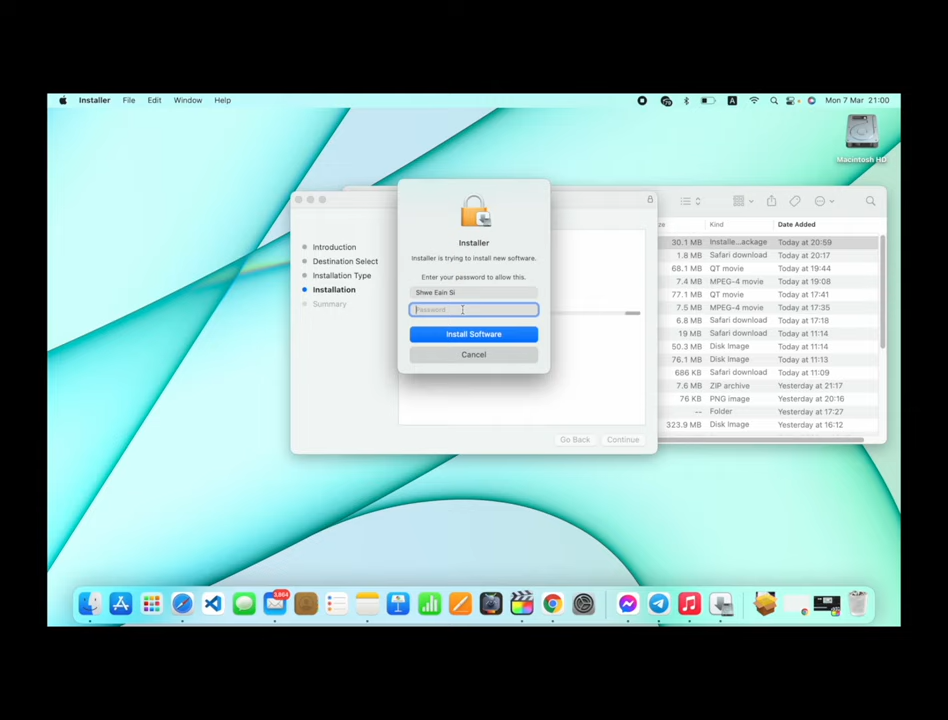 Installer File Edit Window Help
A Mon 7 Mar 21:00
Macintosh HD
Installer
Installer is trying to install new software.
Enter your password to allow this.
Shwe Eain Si
Password
Install Software
Cancel
Introduction
Destination Select
Installation Type
Installation
Summary
Go Back Continue
ze Kind Date Added
30.1 MB Installe...ackage Today at 20:59
1.8 MB Safari download Today at 20:17
68.1 MB QT movie Today at 19:44
7.4 MB MPEG-4 movie Today at 19:08
77.1 MB QT movie Today at 17:41
7.5 MB MPEG-4 movie Today at 17:35
6.8 MB Safari download Today at 17:18
19 MB Safari download Today at 11:14
50.3 MB Disk Image Today at 11:14
76.1 MB Disk Image Today at 11:13
686 KB Safari download Today at 11:09
7.6 MB ZIP archive Yesterday at 21:17
76 KB PNG image Yesterday at 20:16
-- Folder Yesterday at 17:27
323.9 MB Disk Image Yesterday at 16:12
3,864